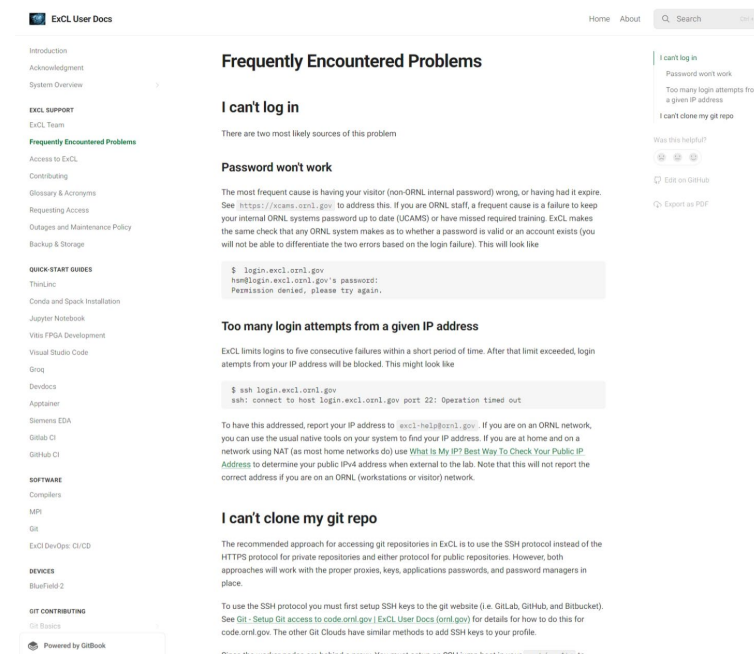 ExCL User Docs
Home
About
Search
Introduction
Acknowledgment
System Overview
EXCL SUPPORT
ExCL Team
Frequently Encountered Problems
Access to ExCL
Contributing
Glossary & Acronyms
Requesting Access
Outages and Maintenance Policy
Backup & Storage
QUICK-START GUIDES
ThinLinc
Conda and Spack Installation
Jupyter Notebook
Vitis FPGA Development
Visual Studio Code
Groq
Devdocs
Apptainer
Siemens EDA
Gitlab CI
GitHub CI
SOFTWARE
Compilers
MPI
Git
ExCl DevOps: CI/CD
DEVICES
BlueField-2
GIT CONTRIBUTING
Git Basics
Powered by GitBook
Frequently Encountered Problems
I can't log in
There are two most likely sources of this problem
Password won't work
The most frequent cause is having your visitor (non-ORNL internal password) wrong, or having had it expire.
See https://xcams.ornl.gov to address this. If you are ORNL staff, a frequent cause is a failure to keep
your internal ORNL systems password up to date (UCAMS) or have missed required training. ExCL makes
the same check that any ORNL system makes as to whether a password is valid or an account exists (you
will not be able to differentiate the two errors based on the login failure). This will look like
$ login.excl.ornl.gov
hsm@login.excl.ornl.gov's password:
Permission denied, please try again.
Too many login attempts from a given IP address
ExCL limits logins to five consecutive failures within a short period of time. After that limit exceeded, login
atempts from your IP address will be blocked. This might look like
$ ssh login.excl.ornl.gov
ssh: connect to host login.excl.ornl.gov port 22: Operation timed out
To have this addressed, report your IP address to excl-help@ornl.gov . If you are on an ORNL network,
you can use the usual native tools on your system to find your IP address. If you are at home and on a
network using NAT (as most home networks do) use What Is My IP? Best Way To Check Your Public IP
Address to determine your public IPv4 address when external to the lab. Note that this will not report the
correct address if you are on an ORNL (workstations or visitor) network.
I can't clone my git repo
The recommended approach for accessing git repositories in ExCL is to use the SSH protocol instead of the
HTTPS protocol for private repositories and either protocol for public repositories. However, both
approaches will work with the proper proxies, keys, applications passwords, and password managers in
place.
To use the SSH protocol you must first setup SSH keys to the git website (i.e. GitLab, GitHub, and Bitbucket).
See Git - Setup Git access to code.ornl.gov | ExCL User Docs (ornl.gov) for details for how to do this for
code.ornl.gov. The other Git Clouds have similar methods to add SSH keys to your profile.
I can't log in
Password won't work
Too many login attempts fro
a given IP address
I can't clone my git repo
Was this helpful?
Edit on GitHub
Export as PDF